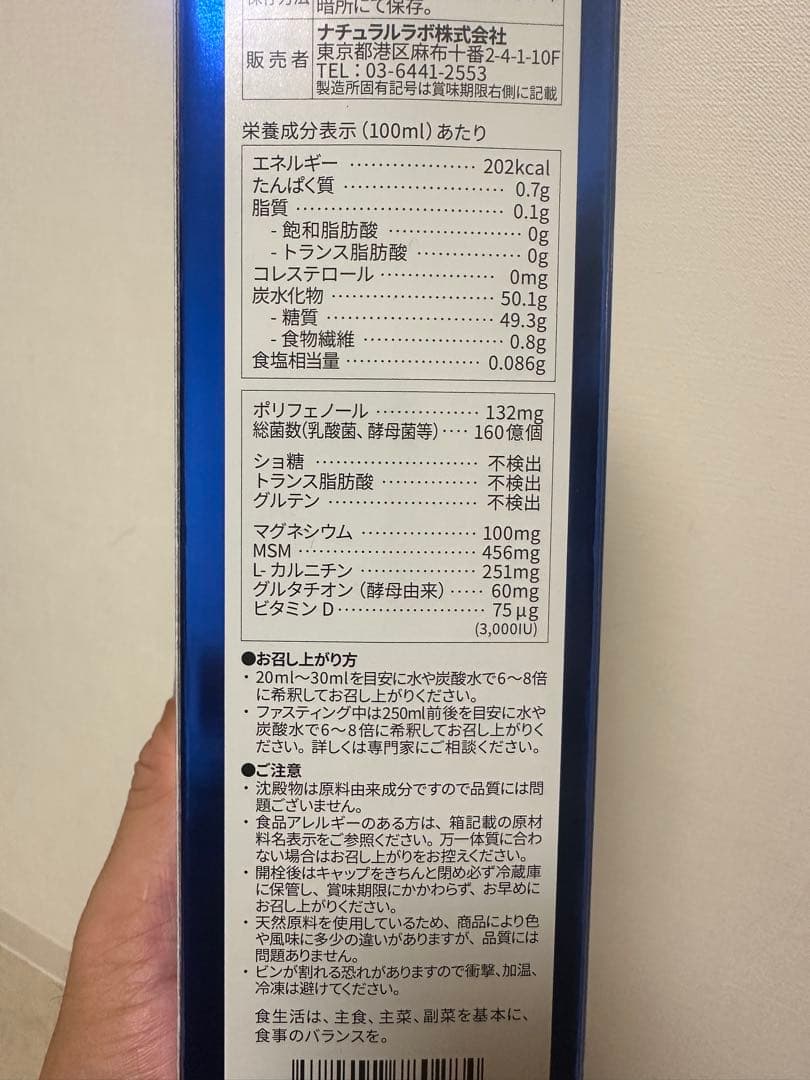 暗所にて保存。
販売者
ナチュラルラボ株式会社
東京都港区麻布十番2-4-1-10F
TEL：03-6441-2553
製造所固有記号は賞味期限右側に記載
栄養成分表示（100ml）あたり
エネルギー ‥‥‥‥‥‥ 202kcal
たんぱく質 ‥‥‥‥‥‥‥‥ 0.7g
脂質 ‥‥‥‥‥‥‥‥‥‥ 0.1g
- 飽和脂肪酸 ‥‥‥‥‥‥‥ 0g
- トランス脂肪酸 ‥‥‥‥‥ 0g
コレステロール ‥‥‥‥‥‥ 0mg
炭水化物 ‥‥‥‥‥‥‥‥ 50.1g
- 糖質 ‥‥‥‥‥‥‥‥‥ 49.3g
- 食物繊維 ‥‥‥‥‥‥‥ 0.8g
食塩相当量 ‥‥‥‥‥‥‥ 0.086g
ポリフェノール ‥‥‥‥‥ 132mg
総菌数（乳酸菌、酵母菌等）‥‥ 160億個
ショ糖 ‥‥‥‥‥‥‥‥ 不検出
トランス脂肪酸 ‥‥‥‥‥ 不検出
グルテン ‥‥‥‥‥‥‥ 不検出
マグネシウム ‥‥‥‥‥‥ 100mg
MSM ‥‥‥‥‥‥‥‥‥ 456mg
L-カルニチン ‥‥‥‥‥‥ 251mg
グルタチオン（酵母由来）‥‥‥ 60mg
ビタミンD ‥‥‥‥‥‥‥‥ 75μg
(3,000IU)
●お召し上がり方
・20ml〜30mlを目安に水や炭酸水で6〜8倍
に希釈してお召し上がりください。
・ファスティング中は250ml前後を目安に水や
炭酸水で6〜8倍に希釈してお召し上がりく
ださい。詳しくは専門家にご相談ください。
●ご注意
・沈殿物は原料由来成分ですので品質には問
題ございません。
・食品アレルギーのある方は、箱記載の原材
料名表示をご参照ください。万一体質に合わ
ない場合はお召し上がりをお控えください。
・開栓後はキャップをきちんと閉め必ず冷蔵庫
に保管し、賞味期限にかかわらず、お早めに
お召し上がりください。
・天然原料を使用しているため、商品により色
や風味に多少の違いがありますが、品質には
問題ありません。
・ビンが割れる恐れがありますので衝撃、加温、
冷凍は避けてください。
食生活は、主食、主菜、副菜を基本に、
食事のバランスを。